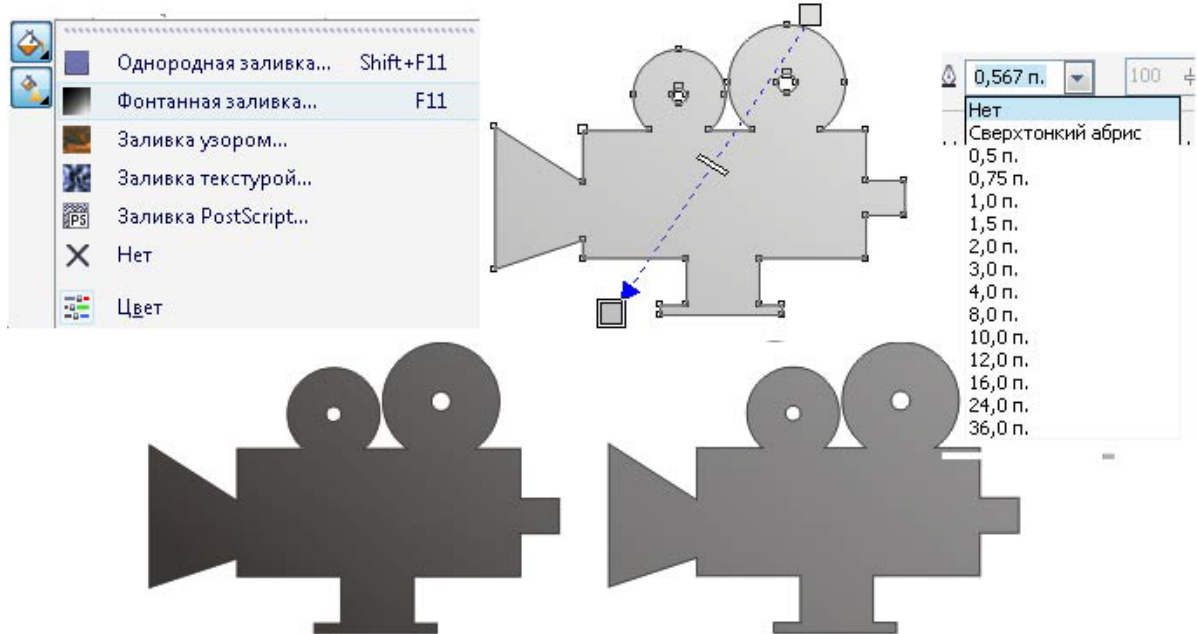 Однородная заливка... Shift+F11
Фонтанная заливка... F11
Заливка узором...
Заливка текстурой...
PS Заливка PostScript...
Нет
Цвет
0,567 п. 100
Нет
Сверхтонкий абрис
0,5 п.
0,75 п.
1,0 п.
1,5 п.
2,0 п.
3,0 п.
4,0 п.
8,0 п.
10,0 п.
12,0 п.
16,0 п.
24,0 п.
36,0 п.